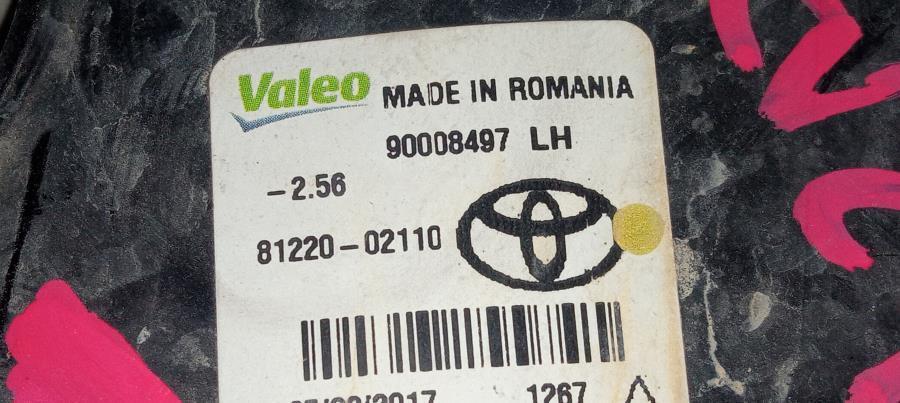 Valeo MADE IN ROMANIA
90008497 LH
-2.56
81220-02110
1267